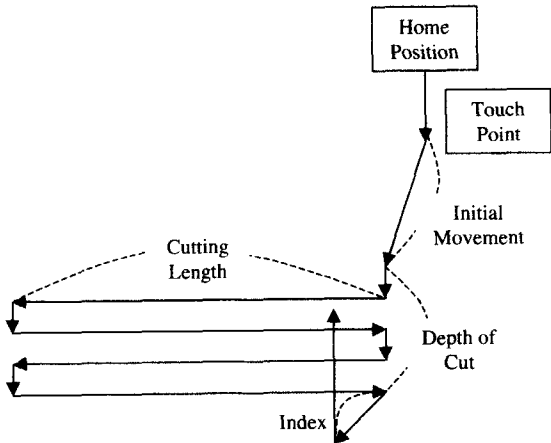 Home
Position
Touch
Point
Initial
Movement
Cutting
Length
Depth of
Cut
Index